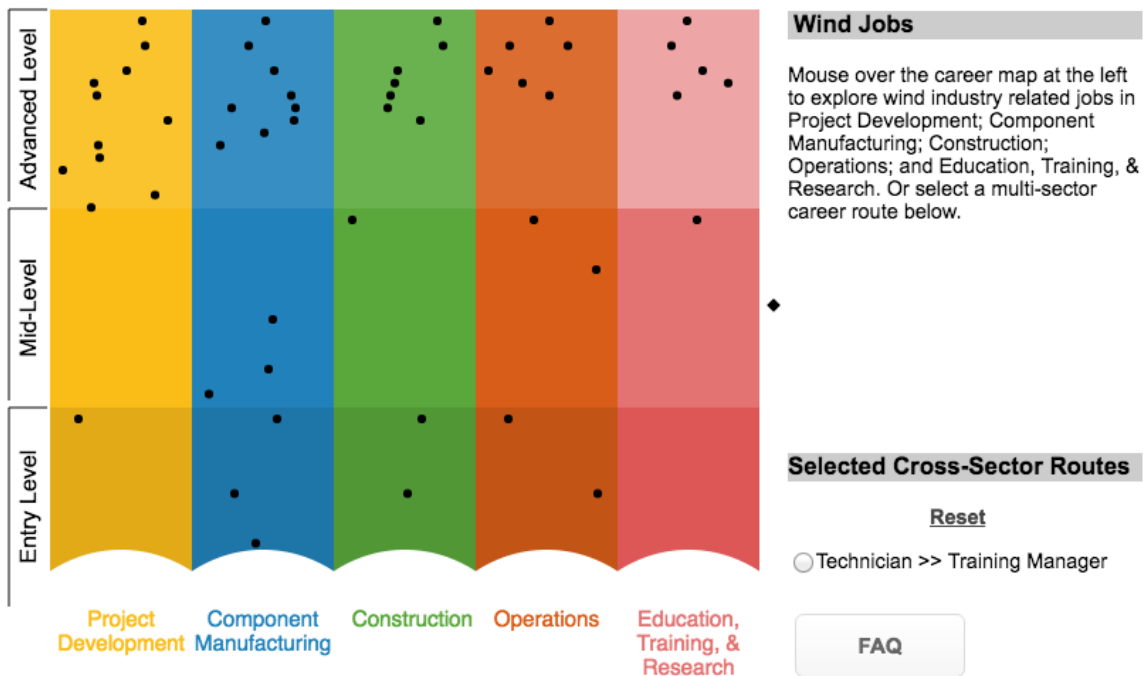 Advanced Level
Mid-Level
Entry Level
Project
Development
Component
Manufacturing
Construction
Operations
Education,
Training, &
Research
Wind Jobs
Mouse over the career map at the left
to explore wind industry related jobs in
Project Development; Component
Manufacturing; Construction;
Operations; and Education, Training, &
Research. Or select a multi-sector
career route below.
Selected Cross-Sector Routes
Reset
Technician >> Training Manager
FAQ